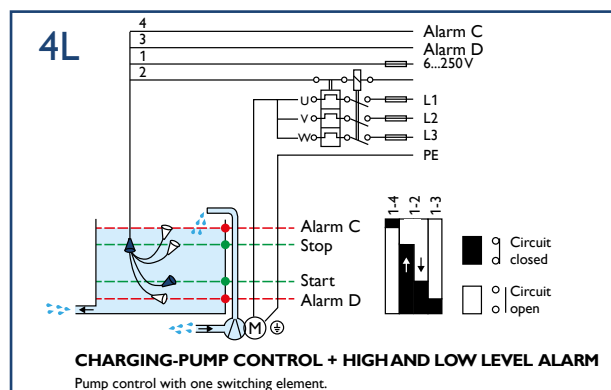 4L
4 Alarm C
3 Alarm D
1 6...250 V
2
U L1
V L2
W L3
PE
1-4 1-2 1-3
Alarm C
Stop
Start
Alarm D
M
Circuit closed
Circuit open
CHARGING-PUMP CONTROL + HIGH AND LOW LEVEL ALARM
Pump control with one switching element.